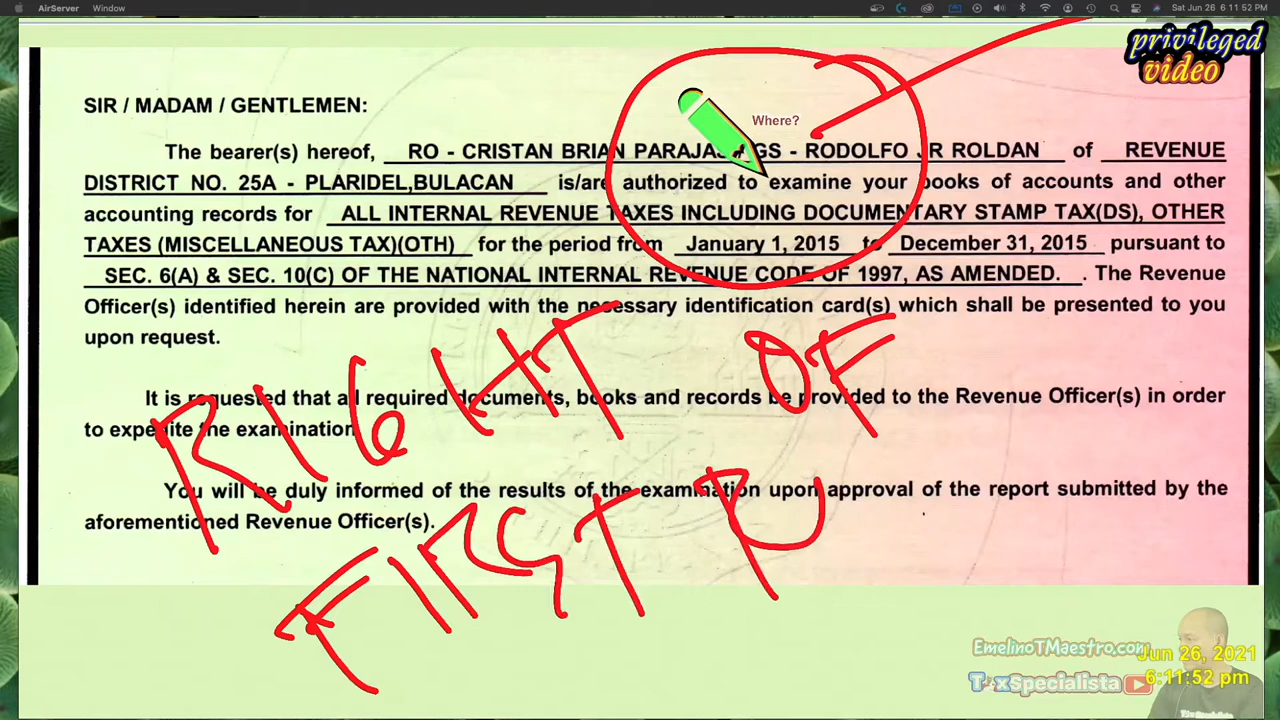 AirServer Window Sat Jun 26 6:11:52 PM
privileged
video
SIR / MADAM / GENTLEMEN:
Where?
The bearer(s) hereof, RO - CRISTAN BRIAN GS - RODOLFO JR ROLDAN of REVENUE
DISTRICT NO. 25A - PLARIDEL,BULACAN is/are authorized to examine your books of accounts and other
accounting records for ALL INTERNAL REVENUE TAXES INCLUDING DOCUMENTARY STAMP TAX(DS), OTHER
TAXES (MISCELLANEOUS TAX)(OTH) for the period from January 1, 2015 to December 31, 2015 pursuant to
SEC. 6(A) & SEC. 10(C) OF THE NATIONAL INTERNAL REVENUE CODE OF 1997, AS AMENDED. . The Revenue
Officer(s) identified herein are provided with the necessary identification card(s) which shall be presented to you
upon request.
It is requested that all required documents, books and records be provided to the Revenue Officer(s) in order
to expedite the examination.
You will be duly informed of the results of the examination upon approval of the report submitted by the
aforementioned Revenue Officer(s).
RIGHT OF
FIRST RU
EmelinoTMaestro.com
TaxSpecialista
Jun 26, 2021
6:11:52 pm